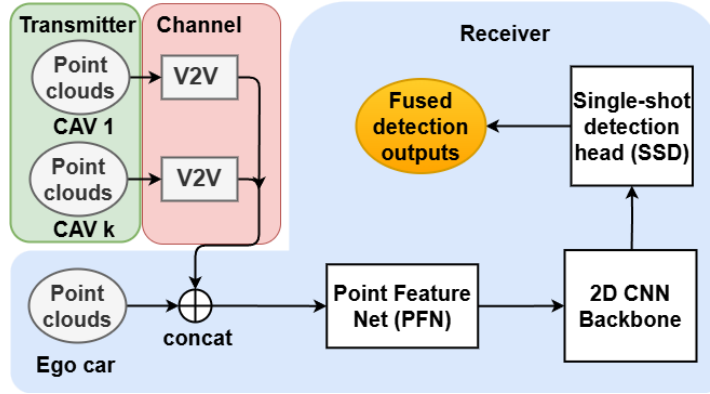 Transmitter
Channel
Receiver
Point
clouds
CAV 1
V2V
Point
clouds
CAV k
V2V
Fused
detection
outputs
Single-shot
detection
head (SSD)
Point
clouds
Ego car
concat
Point Feature
Net (PFN)
2D CNN
Backbone